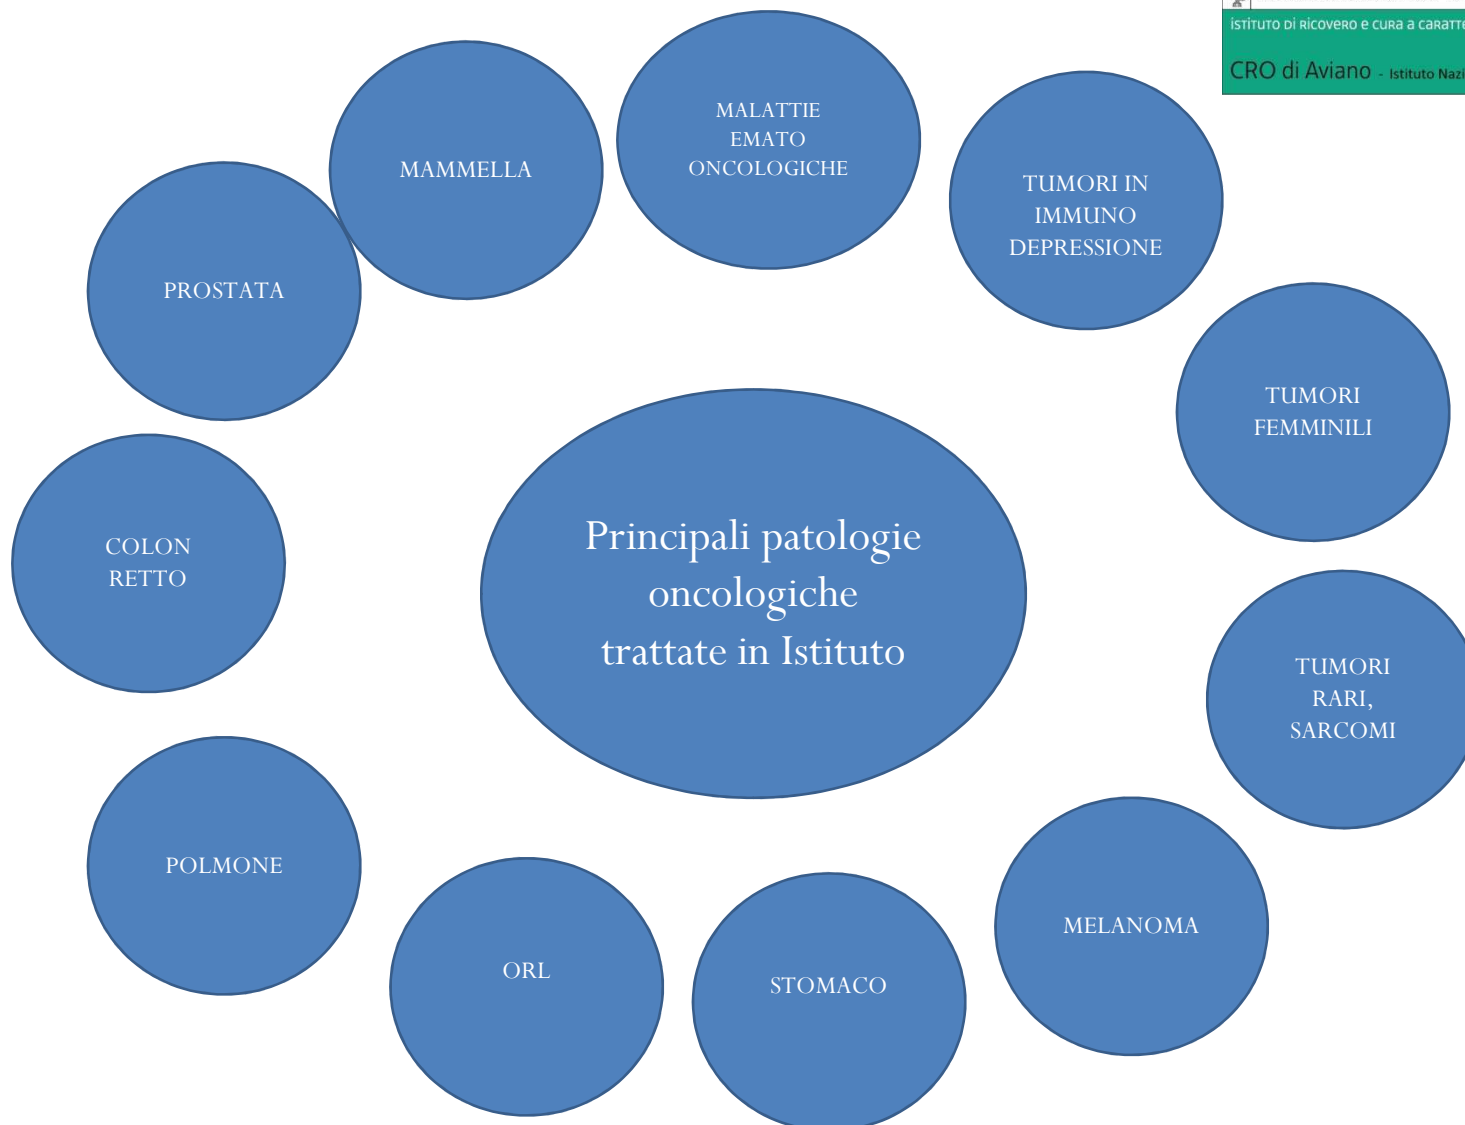 ISTITUTO DI RICOVERO E CURA A CARATTE
CRO di Aviano - Istituto Nazi
MALATTIE
EMATO
ONCOLOGICHE
MAMMELLA
TUMORI IN
IMMUNO
DEPRESSIONE
PROSTATA
TUMORI
FEMMINILI
Principali patologie
oncologiche
trattate in Istituto
COLON
RETTO
TUMORI
RARI,
SARCOMI
POLMONE
MELANOMA
ORL
STOMACO